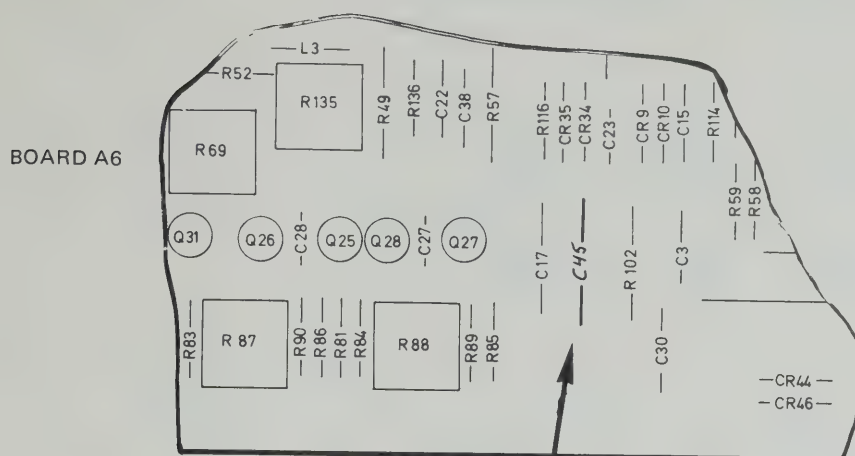 L3
R52
R135
R49
R136
C22
C38
R57
R116
CR35
CR34
C23
CR9
CR10
C15
R114
BOARD A6
R69
R59
R58
Q31
Q26
C28
Q25
Q28
C27
Q27
C17
C45
R102
C3
R83
R87
R90
R86
R81
R84
R88
R89
R85
C30
CR44
CR46